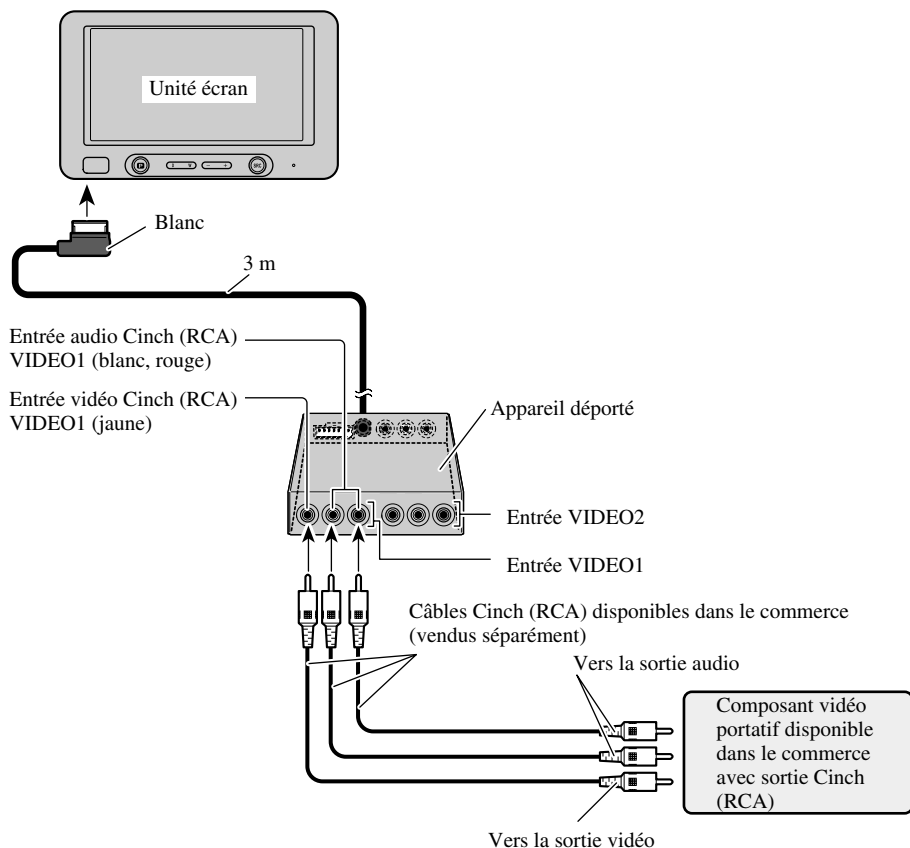 Unité écran
SRC
Blanc
3 m
Entrée audio Cinch (RCA)
VIDEO1 (blanc, rouge)
Entrée vidéo Cinch (RCA)
VIDEO1 (jaune)
Appareil déporté
Entrée VIDEO2
Entrée VIDEO1
Câbles Cinch (RCA) disponibles dans le commerce
(vendus séparément)
Vers la sortie audio
Composant vidéo
portatif disponible
dans le commerce
avec sortie Cinch
(RCA)
Vers la sortie vidéo